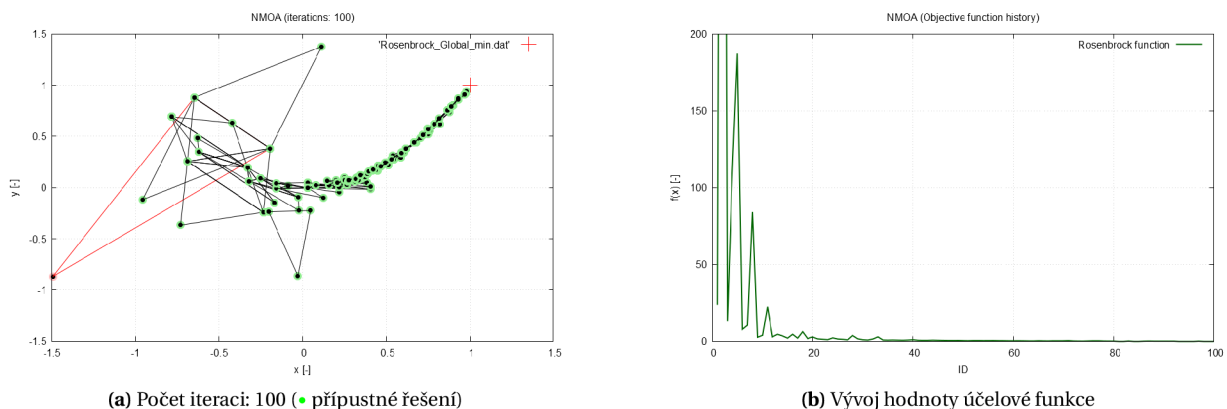 NMOA (iterations: 100)
'Rosenbrock_Global_min.dat'
1.5
1
0.5
0
-0.5
-1
-1.5
y [-]
-1.5
-1
-0.5
0
0.5
1
1.5
x [-]
(a) Počet iteraci: 100 (• přípustné řešení)
NMOA (Objective function history)
Rosenbrock function
200
150
100
50
0
f(x) [-]
0
20
40
60
80
100
ID
(b) Vývoj hodnoty účelové funkce